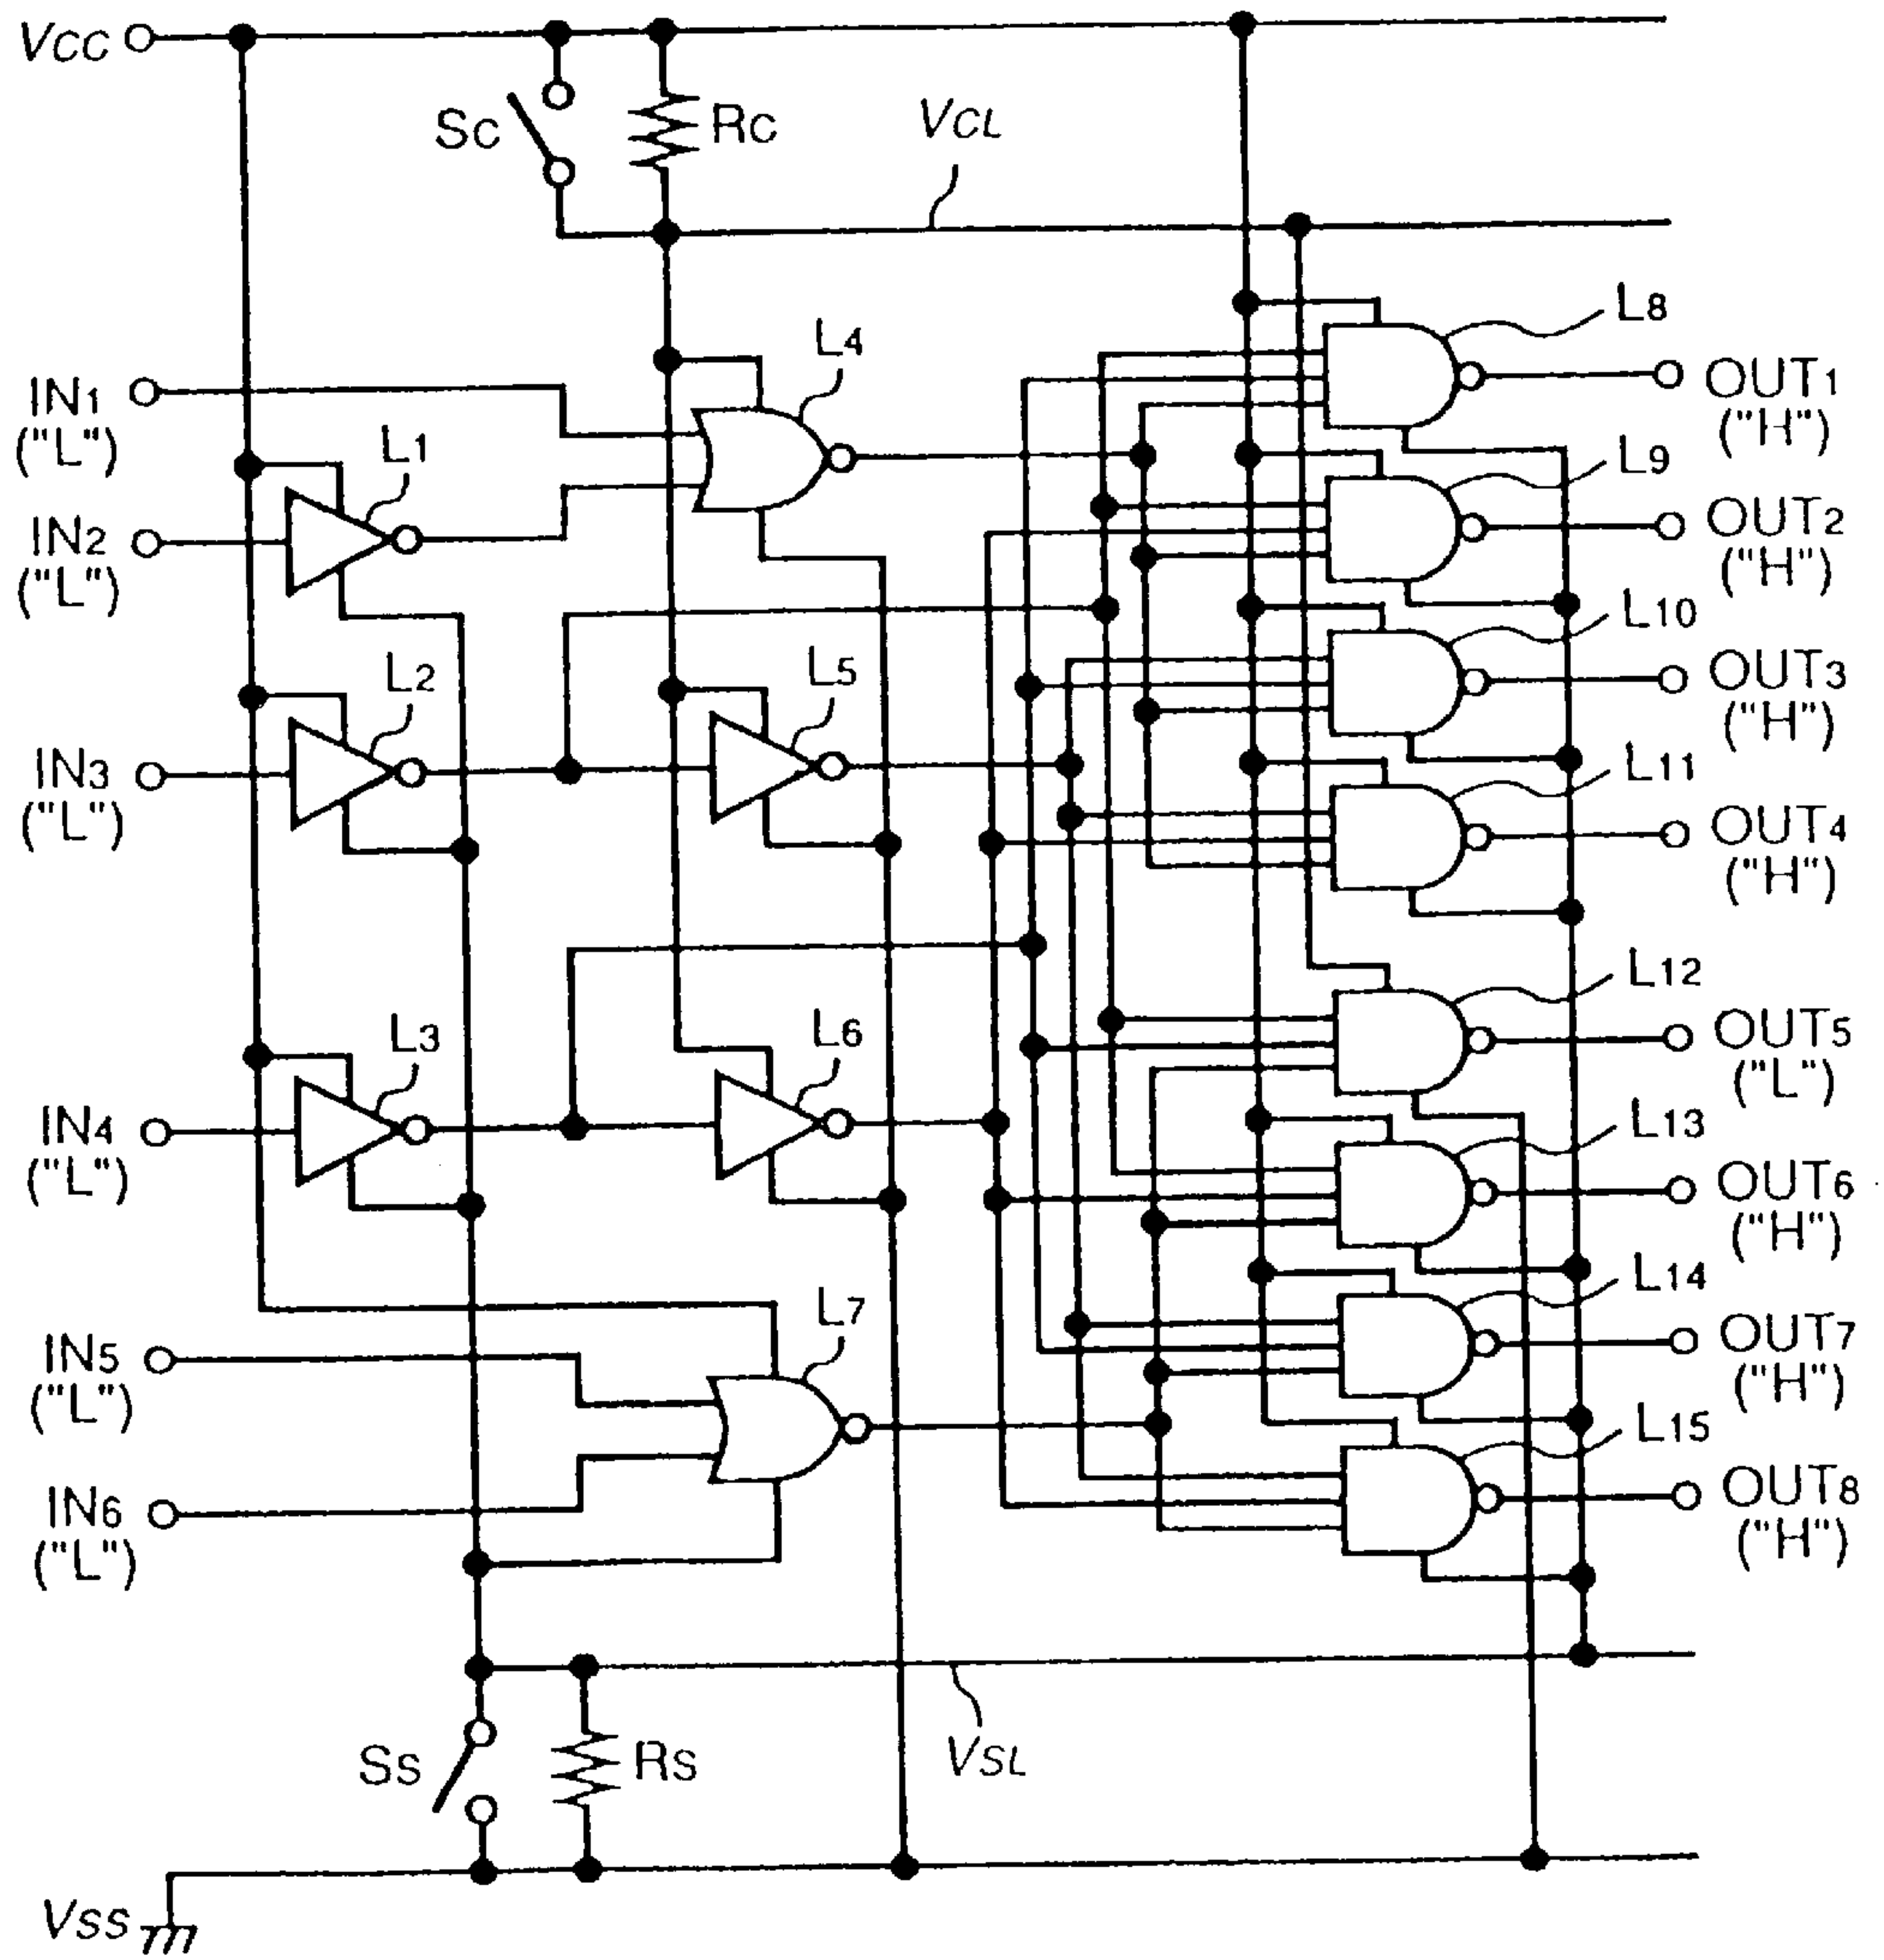 VCC
SC
RC
VCL
L8
L4
IN1
("L")
L1
OUT1
("H")
L9
IN2
("L")
OUT2
("H")
L10
L2
L5
OUT3
("H")
IN3
("L")
L11
OUT4
("H")
L12
L3
L6
OUT5
("L")
IN4
("L")
L13
OUT6
("H")
L14
L7
IN5
("L")
OUT7
("H")
L15
IN6
("L")
OUT8
("H")
SS
RS
VSL
VSS